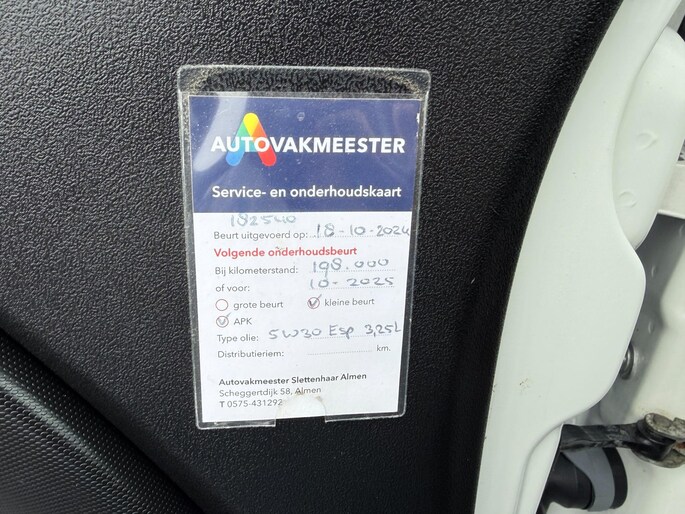 AUTOVAKMEESTER
Service- en onderhoudskaart
182540
Beurt uitgevoerd op: 18-10-2024
Volgende onderhoudsbeurt
Bij kilometerstand: 198.000
of voor: 10-2025
grote beurt kleine beurt
APK
Type olie: 5W30 Esp 3,25L
Distributieriem: km.
Autovakmeester Slettenhaar Almen
Scheggertdijk 58, Almen
T 0575-431292